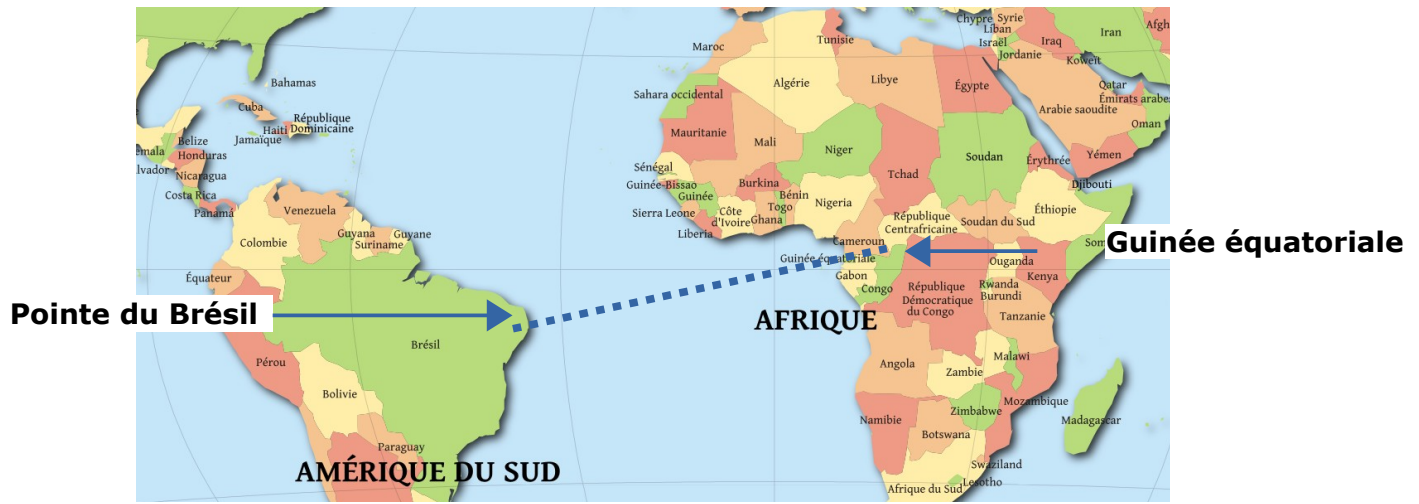 Chypre
Syrie
Liban
Israël
Jordanie
Iraq
Iran
Koweït
Maroc
Tunisie
Algérie
Libye
Égypte
Qatar
Émirats arabes
Arabie saoudite
Oman
Yémen
Bahamas
Cuba
République
Dominicaine
Haiti
Jamaïque
Belize
Honduras
Nicaragua
Costa Rica
Panamá
Sahara occidental
Mauritanie
Mali
Niger
Tchad
Soudan
Érythrée
Djibouti
Sénégal
Guinée-Bissao
Guinée
Burkina
Bénin
Togo
Ghana
Nigeria
Côte
d'Ivoire
Sierra Leone
Liberia
Cameroun
République
Centrafricaine
Soudan du Sud
Éthiopie
Venezuela
Guyana
Suriname
Guyane
Colombie
Équateur
Guinée équatoriale
Guinée équatoriale
Gabon
Congo
Ouganda
Kenya
République
Démocratique
du Congo
Rwanda
Burundi
Tanzanie
Pointe du Brésil
AFRIQUE
Brésil
Pérou
Bolivie
Paraguay
Angola
Zambie
Malawi
Mozambique
Zimbabwe
Madagascar
Namibie
Botswana
Swaziland
Lesotho
Afrique du Sud
AMÉRIQUE DU SUD